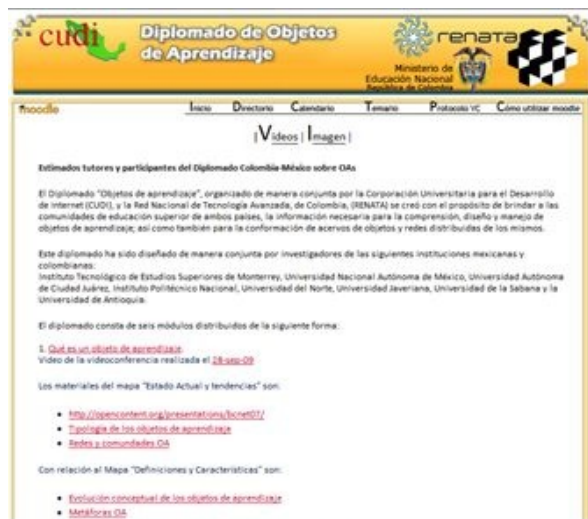 cudi
Diplomado de Objetos
de Aprendizaje
renata
Ministerio de
Educación Nacional
República de Colombia
moodle
Inicio Directorio Calendario Temario Protocolo VC Cómo utilizar moodle
| Videos | Imagen |
Estimados tutores y participantes del Diplomado Colombia-México sobre OAs
El Diplomado "Objetos de aprendizaje", organizado de manera conjunta por la Corporación Universitaria para el Desarrollo
de Internet (CUDI), y la Red Nacional de Tecnología Avanzada, de Colombia, (RENATA) se creó con el propósito de brindar a las
comunidades de educación superior de ambos países, la información necesaria para la comprensión, diseño y manejo de
objetos de aprendizaje; así como también para la conformación de acervos de objetos y redes distribuidas de los mismos.
Este diplomado ha sido diseñado de manera conjunta por investigadores de las siguientes instituciones mexicanas y
colombianas:
Instituto Tecnológico de Estudios Superiores de Monterrey, Universidad Nacional Autónoma de México, Universidad Autónoma
de Ciudad Juárez, Instituto Politécnico Nacional, Universidad del Norte, Universidad Javeriana, Universidad de la Sabana y la
Universidad de Antioquia.
El diplomado consta de seis módulos distribuidos de la siguiente forma:
1. Qué es un objeto de aprendizaje.
Video de la videoconferencia realizada el 28-sep-09
Los materiales del mapa "Estado Actual y tendencias" son:
• http://opencontent.org/presentations/bcnet07/
• Tipología de los objetos de aprendizaje
• Redes y comundades OA
Con relación al Mapa "Definiciones y Características" son:
• Evolución conceptual de los objetos de aprendizaje
• Metáforas OA